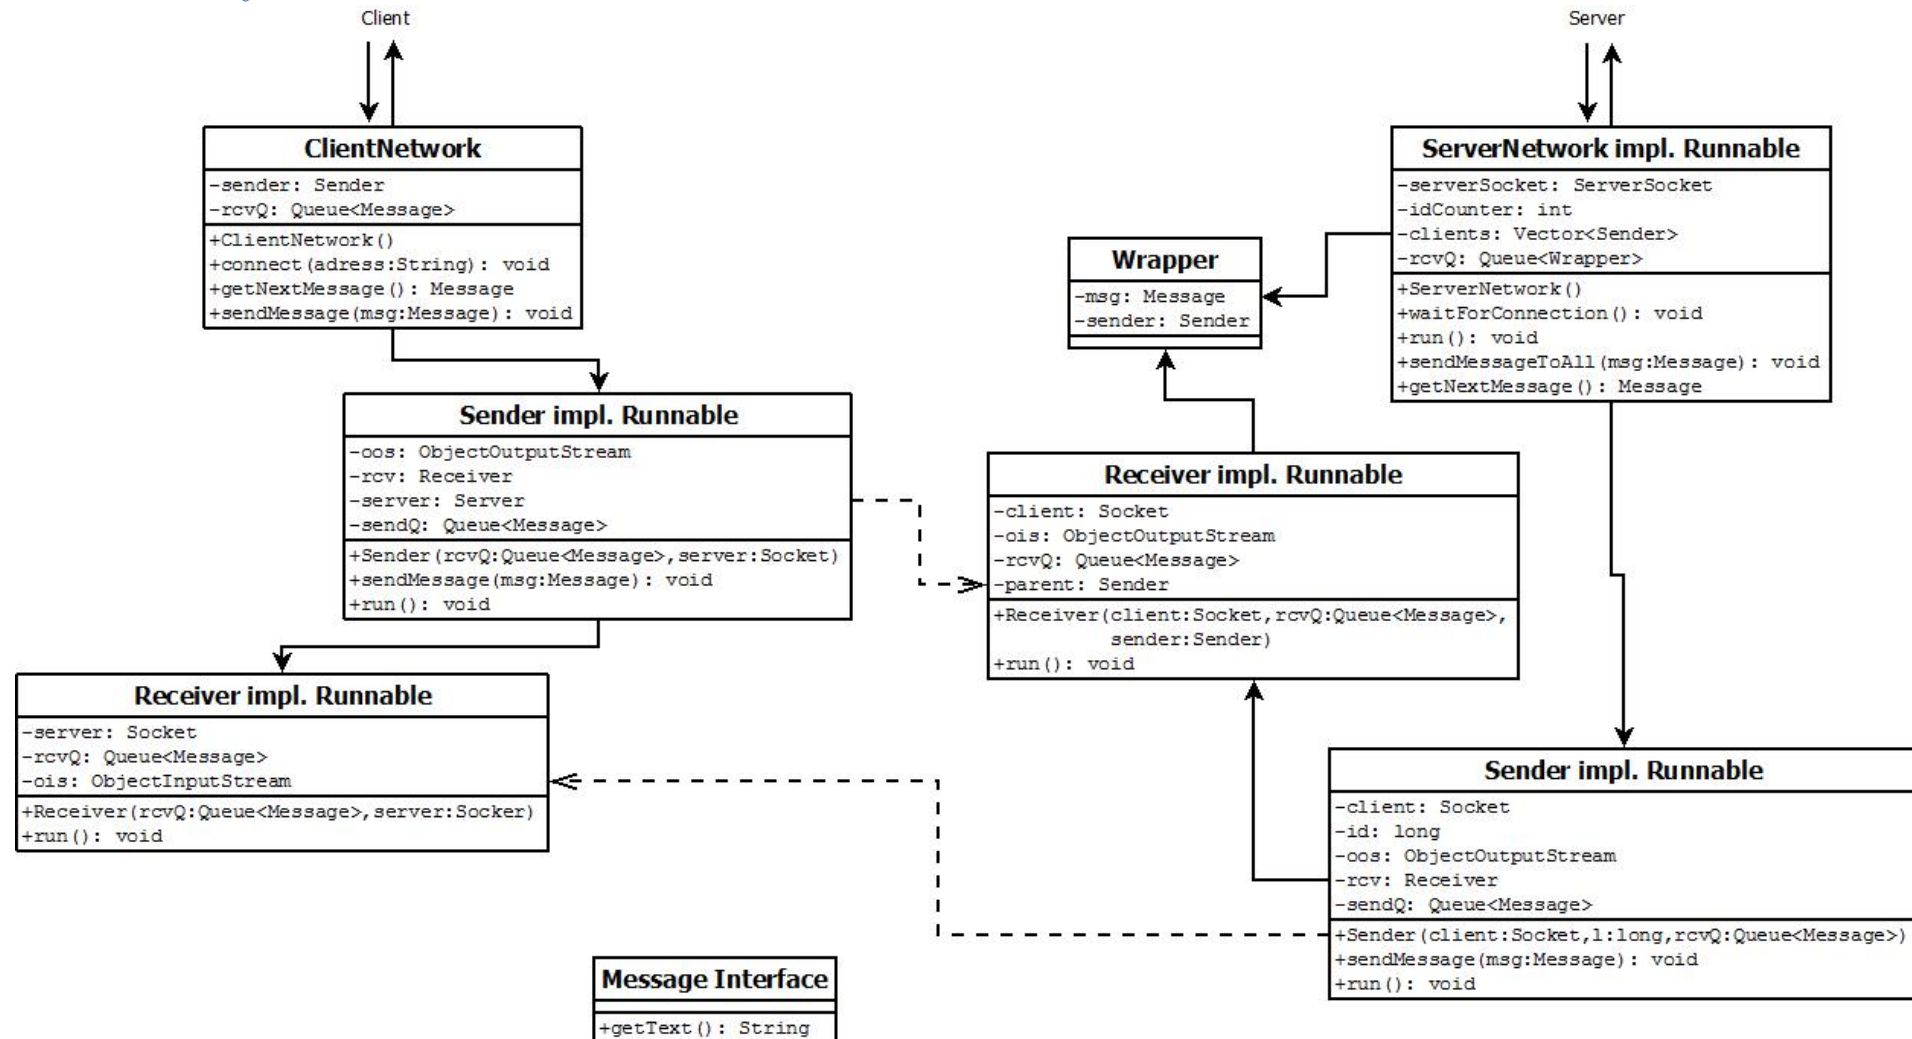 Client
Server
ClientNetwork
-sender: Sender
-rcvQ: Queue<Message>
+ClientNetwork()
+connect(adress:String): void
+getNextMessage(): Message
+sendMessage(msg:Message): void
ServerNetwork impl. Runnable
-serverSocket: ServerSocket
-idCounter: int
-clients: Vector<Sender>
-rcvQ: Queue<Wrapper>
+ServerNetwork()
+waitForConnection(): void
+run(): void
+sendMessageToAll(msg:Message): void
+getNextMessage(): Message
Wrapper
-msg: Message
-sender: Sender
Sender impl. Runnable
-oos: ObjectOutputStream
-rcv: Receiver
-server: Server
-sendQ: Queue<Message>
+Sender(rcvQ:Queue<Message>,server:Socket)
+sendMessage(msg:Message): void
+run(): void
Receiver impl. Runnable
-client: Socket
-ois: ObjectOutputStream
-rcvQ: Queue<Message>
-parent: Sender
+Receiver(client:Socket,rcvQ:Queue<Message>,
sender:Sender)
+run(): void
Receiver impl. Runnable
-server: Socket
-rcvQ: Queue<Message>
-ois: ObjectInputStream
+Receiver(rcvQ:Queue<Message>,server:Socker)
+run(): void
Sender impl. Runnable
-client: Socket
-id: long
-oos: ObjectOutputStream
-rcv: Receiver
-sendQ: Queue<Message>
+Sender(client:Socket,l:long,rcvQ:Queue<Message>)
+sendMessage(msg:Message): void
+run(): void
Message Interface
+getText(): String